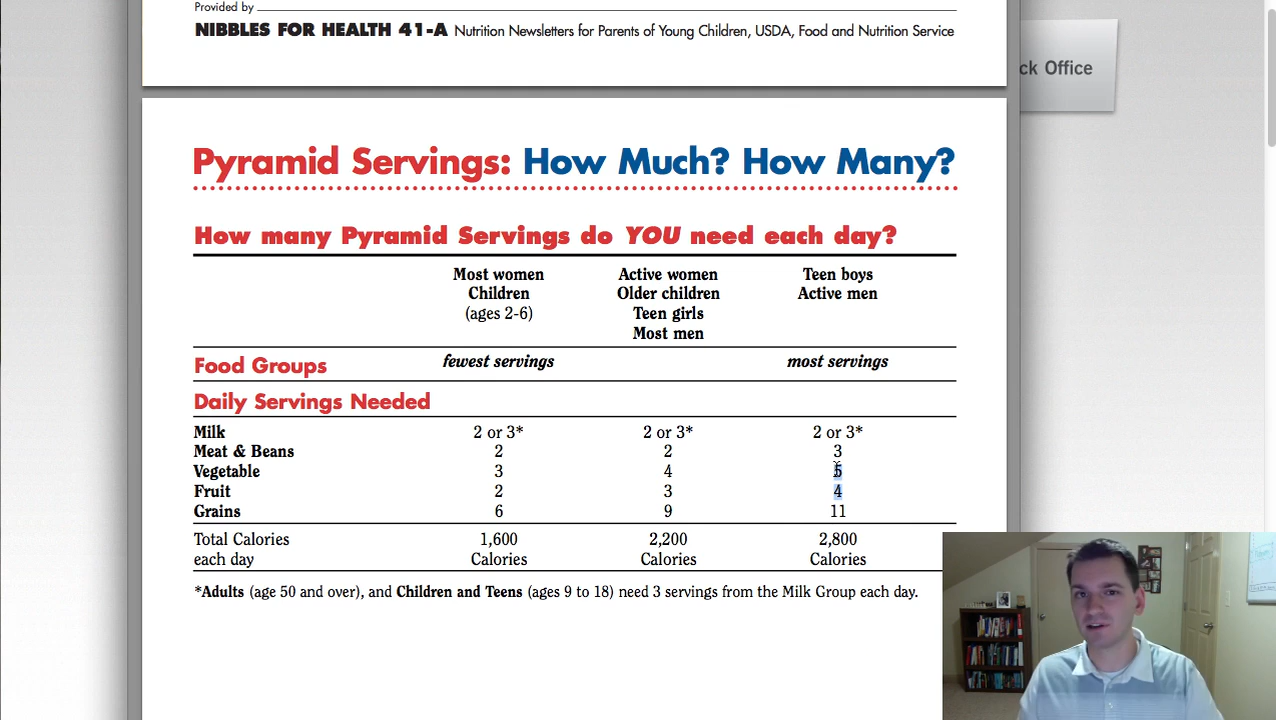 Provided by
NIBBLES FOR HEALTH 41-A Nutrition Newsletters for Parents of Young Children, USDA, Food and Nutrition Service
ck Office
Pyramid Servings: How Much? How Many?
How many Pyramid Servings do YOU need each day?
Most women Active women Teen boys
Children Older children Active men
(ages 2-6) Teen girls
Most men
Food Groups fewest servings most servings
Daily Servings Needed
Milk 2 or 3* 2 or 3* 2 or 3*
Meat & Beans 2 2 3
Vegetable 3 4 5
Fruit 2 3 4
Grains 6 9 11
Total Calories 1,600 2,200 2,800
each day Calories Calories Calories
*Adults (age 50 and over), and Children and Teens (ages 9 to 18) need 3 servings from the Milk Group each day.